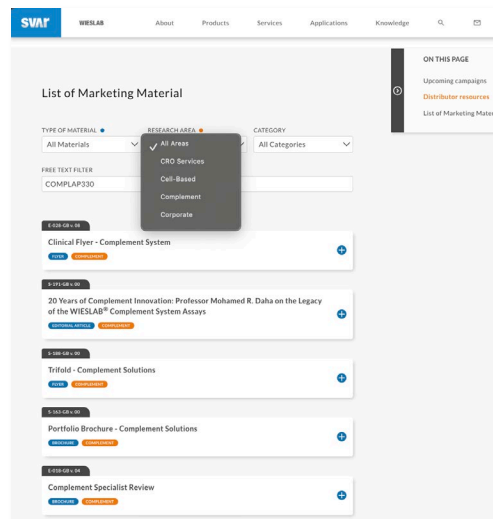 SVAR
WIESLAB
About
Products
Services
Applications
Knowledge
ON THIS PAGE
Upcoming campaigns
Distributor resources
List of Marketing Mater
List of Marketing Material
TYPE OF MATERIAL
RESEARCH AREA
CATEGORY
All Materials
All Areas
CRO Services
Cell-Based
Complement
Corporate
All Categories
FREE TEXT FILTER
COMPLAP330
E-028-GB v. 08
Clinical Flyer - Complement System
FLYER COMPLEMENT
S-191-GB v. 00
20 Years of Complement Innovation: Professor Mohamed R. Daha on the Legacy
of the WIESLAB® Complement System Assays
EDITORIAL ARTICLE COMPLEMENT
S-188-GB v. 00
Trifold - Complement Solutions
FLYER COMPLEMENT
S-163-GB v. 00
Portfolio Brochure - Complement Solutions
BROCHURE COMPLEMENT
E-018-GB v. 04
Complement Specialist Review
BROCHURE COMPLEMENT